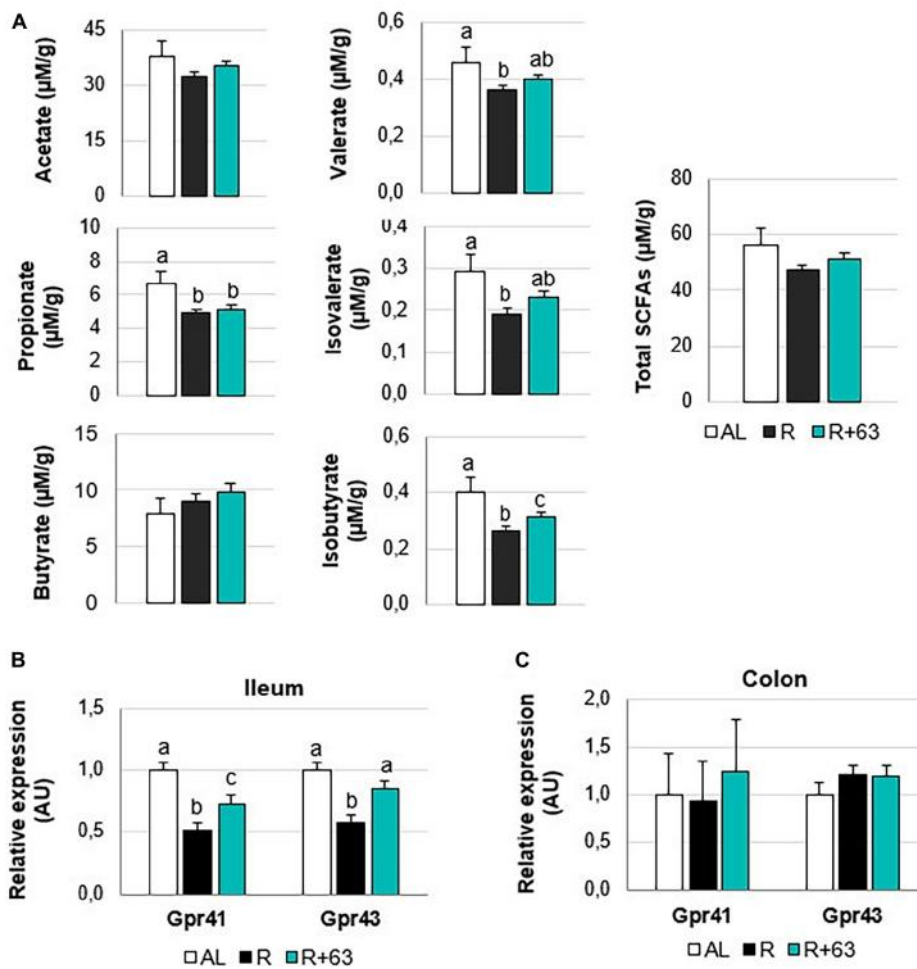 A
Acetate (µM/g)
45
30
15
0
Valerate (µM/g)
0,6
0,4
0,2
0,0
a
b
ab
Propionate
(µM/g)
10
8
6
4
2
0
a
b
b
Isovalerate
(µM/g)
0,4
0,3
0,2
0,1
0,0
a
b
ab
Total SCFAs (µM/g)
80
60
40
20
0
AL R R+63
Butyrate (µM/g)
15
10
5
0
Isobutyrate
(µM/g)
0,6
0,4
0,2
0,0
a
b
c
B
Ileum
Relative expression
(AU)
1,5
1,0
0,5
0,0
a
b
c
a
b
a
Gpr41 Gpr43
AL R R+63
C
Colon
Relative expression
(AU)
2,0
1,5
1,0
0,5
0,0
Gpr41 Gpr43
AL R R+63